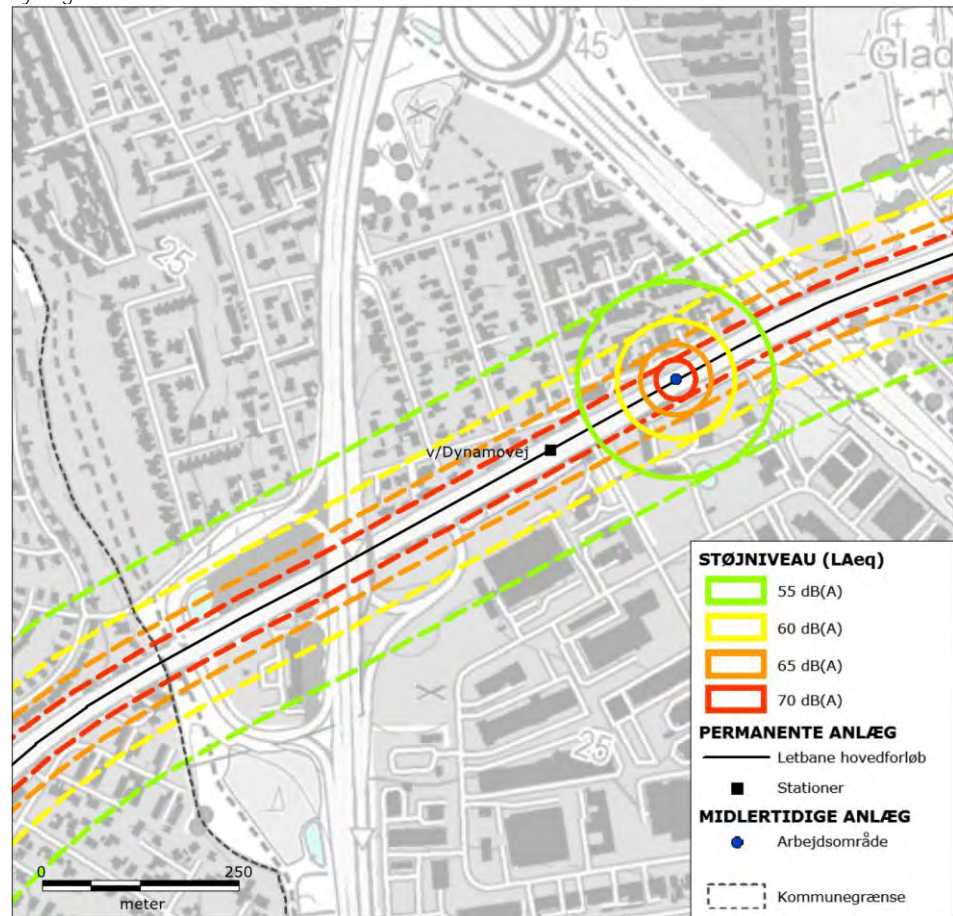 45
Glad
25
v/Dynamovej
25
0 250
meter
STØJNIVEAU (LAeq)
55 dB(A)
60 dB(A)
65 dB(A)
70 dB(A)
PERMANENTE ANLÆG
Letbane hovedforløb
Stationer
MIDLERTIDIGE ANLÆG
Arbejdsområde
Kommunegrænse